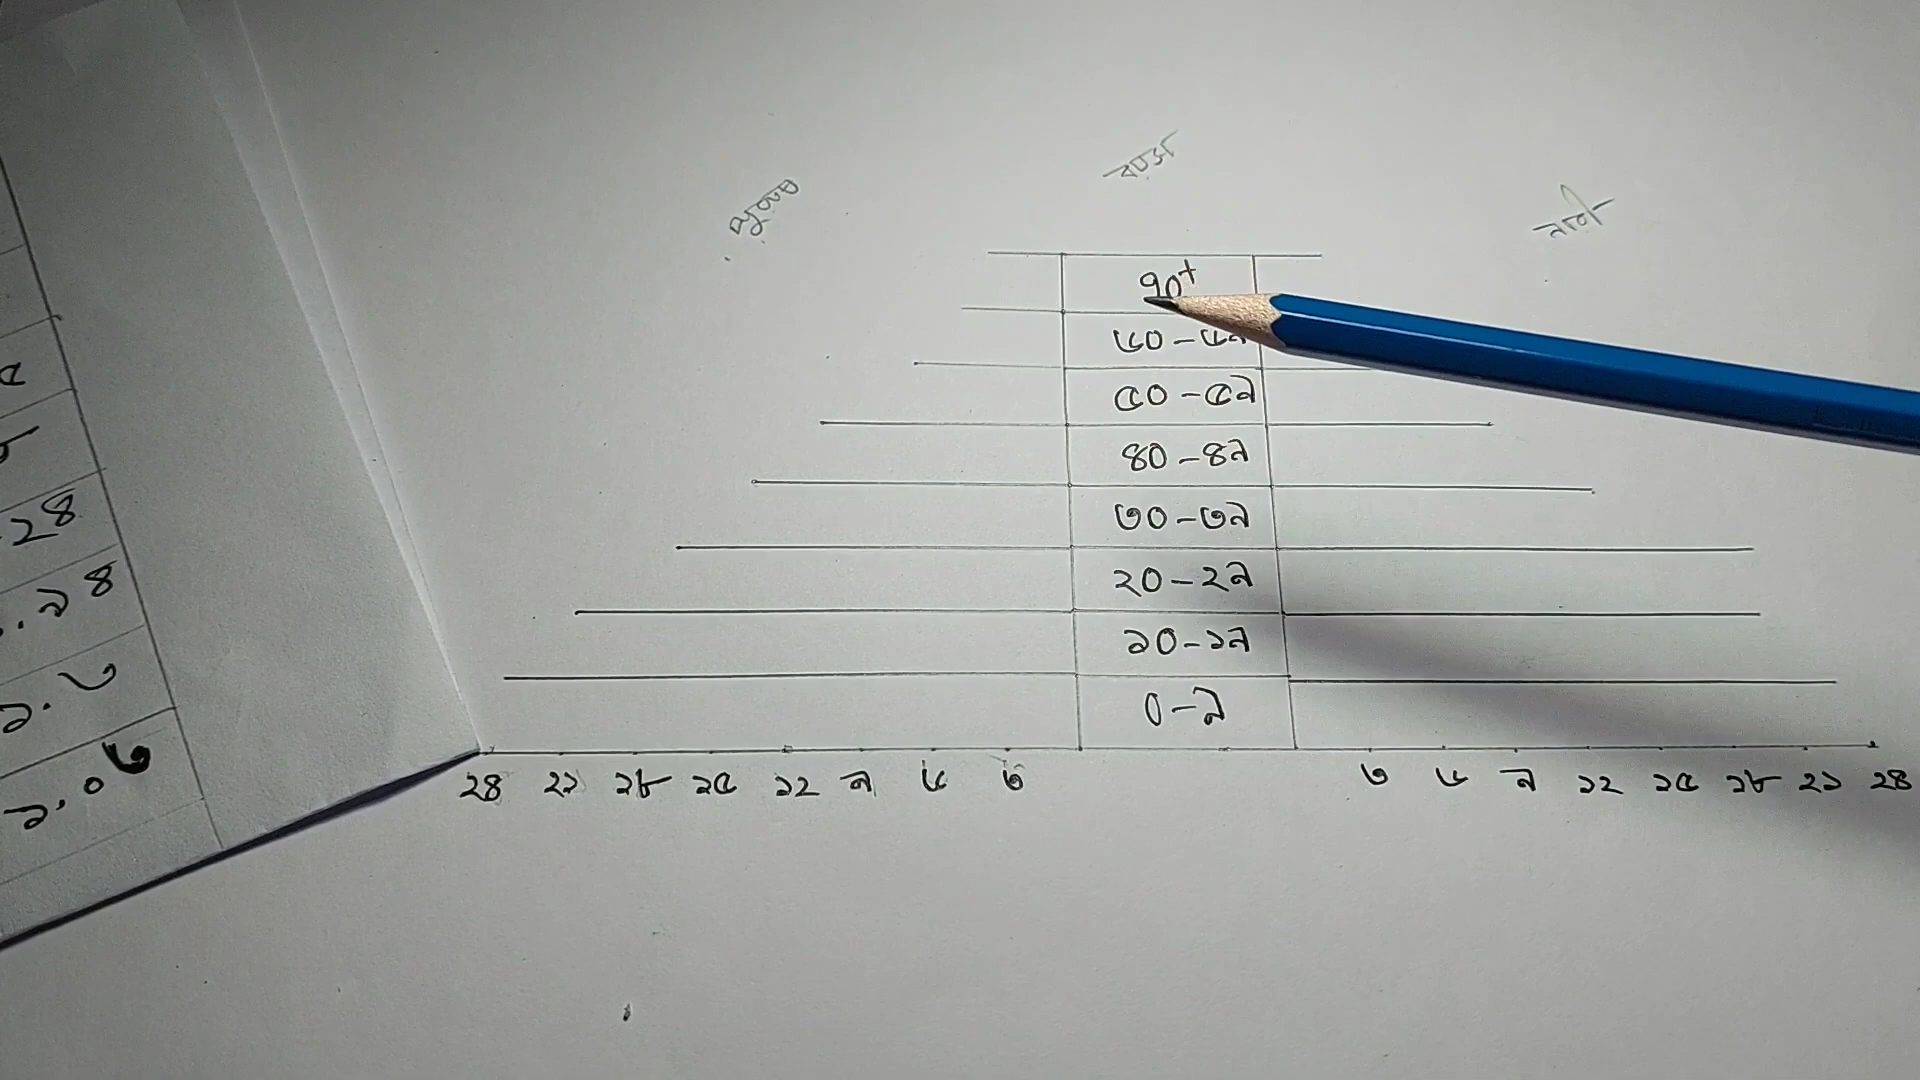 পুরুষ
বয়স
নারী
৭০+
৬০-৬৯
৫০-৫৯
৪০-৪৯
৩০-৩৯
২০-২৯
১০-১৯
০-৯
২৪ ২১ ১৮ ১৫ ১২ ৯ ৬ ৩ ৩ ৬ ৯ ১২ ১৫ ১৮ ২১ ২৪